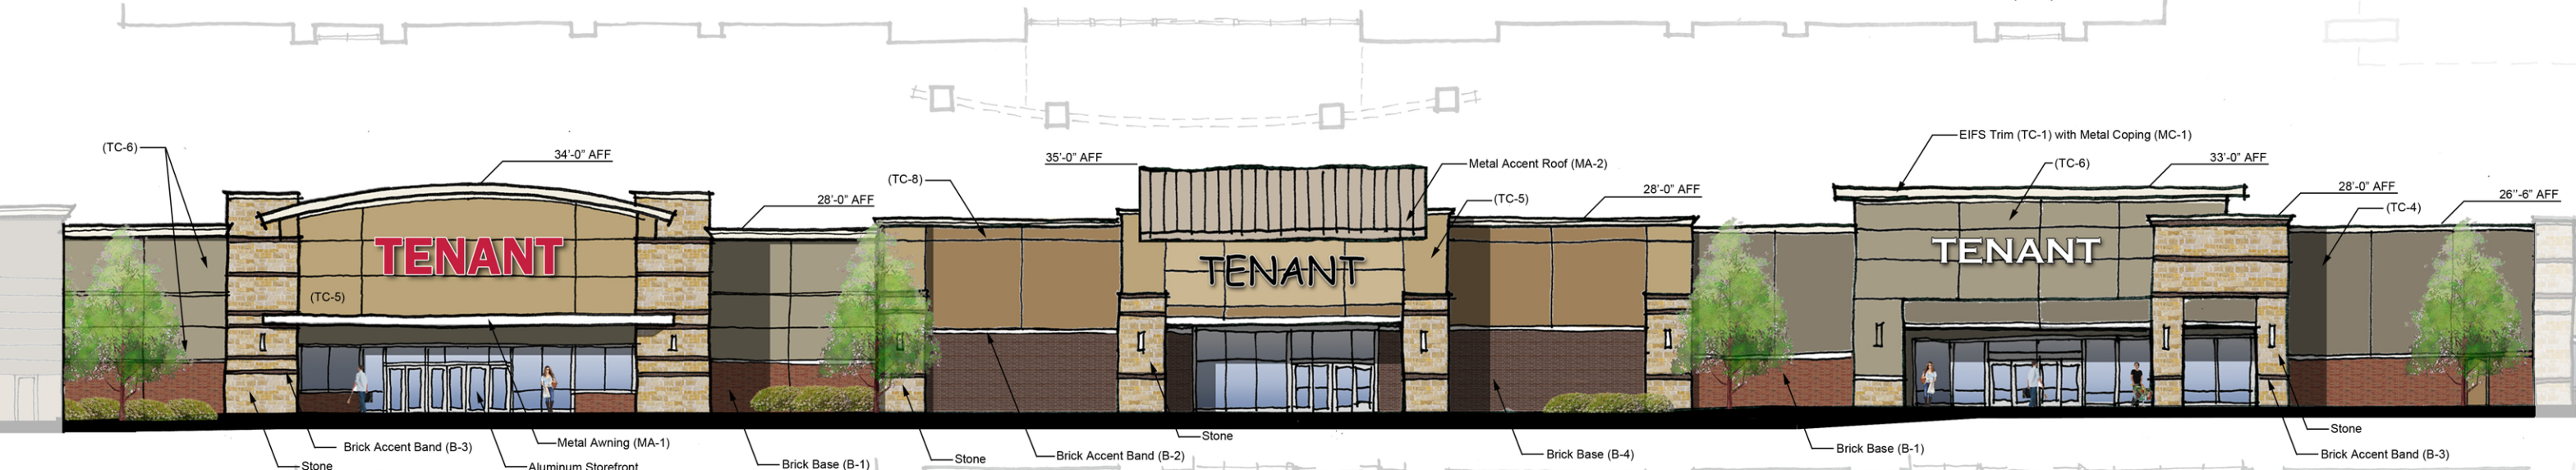 EIFS Trim (TC-1) with Metal Coping (MC-1)
(TC-6)
34'-0" AFF
35'-0" AFF
Metal Accent Roof (MA-2)
(TC-6)
33'-0" AFF
(TC-8)
28'-0" AFF
(TC-5)
28'-0" AFF
28'-0" AFF
(TC-4)
26"-6" AFF
TENANT
TENANT
TENANT
(TC-5)
Brick Accent Band (B-3)
Metal Awning (MA-1)
Stone
Aluminum Storefront
Brick Base (B-1)
Stone
Brick Accent Band (B-2)
Stone
Brick Base (B-4)
Brick Base (B-1)
Stone
Brick Accent Band (B-3)